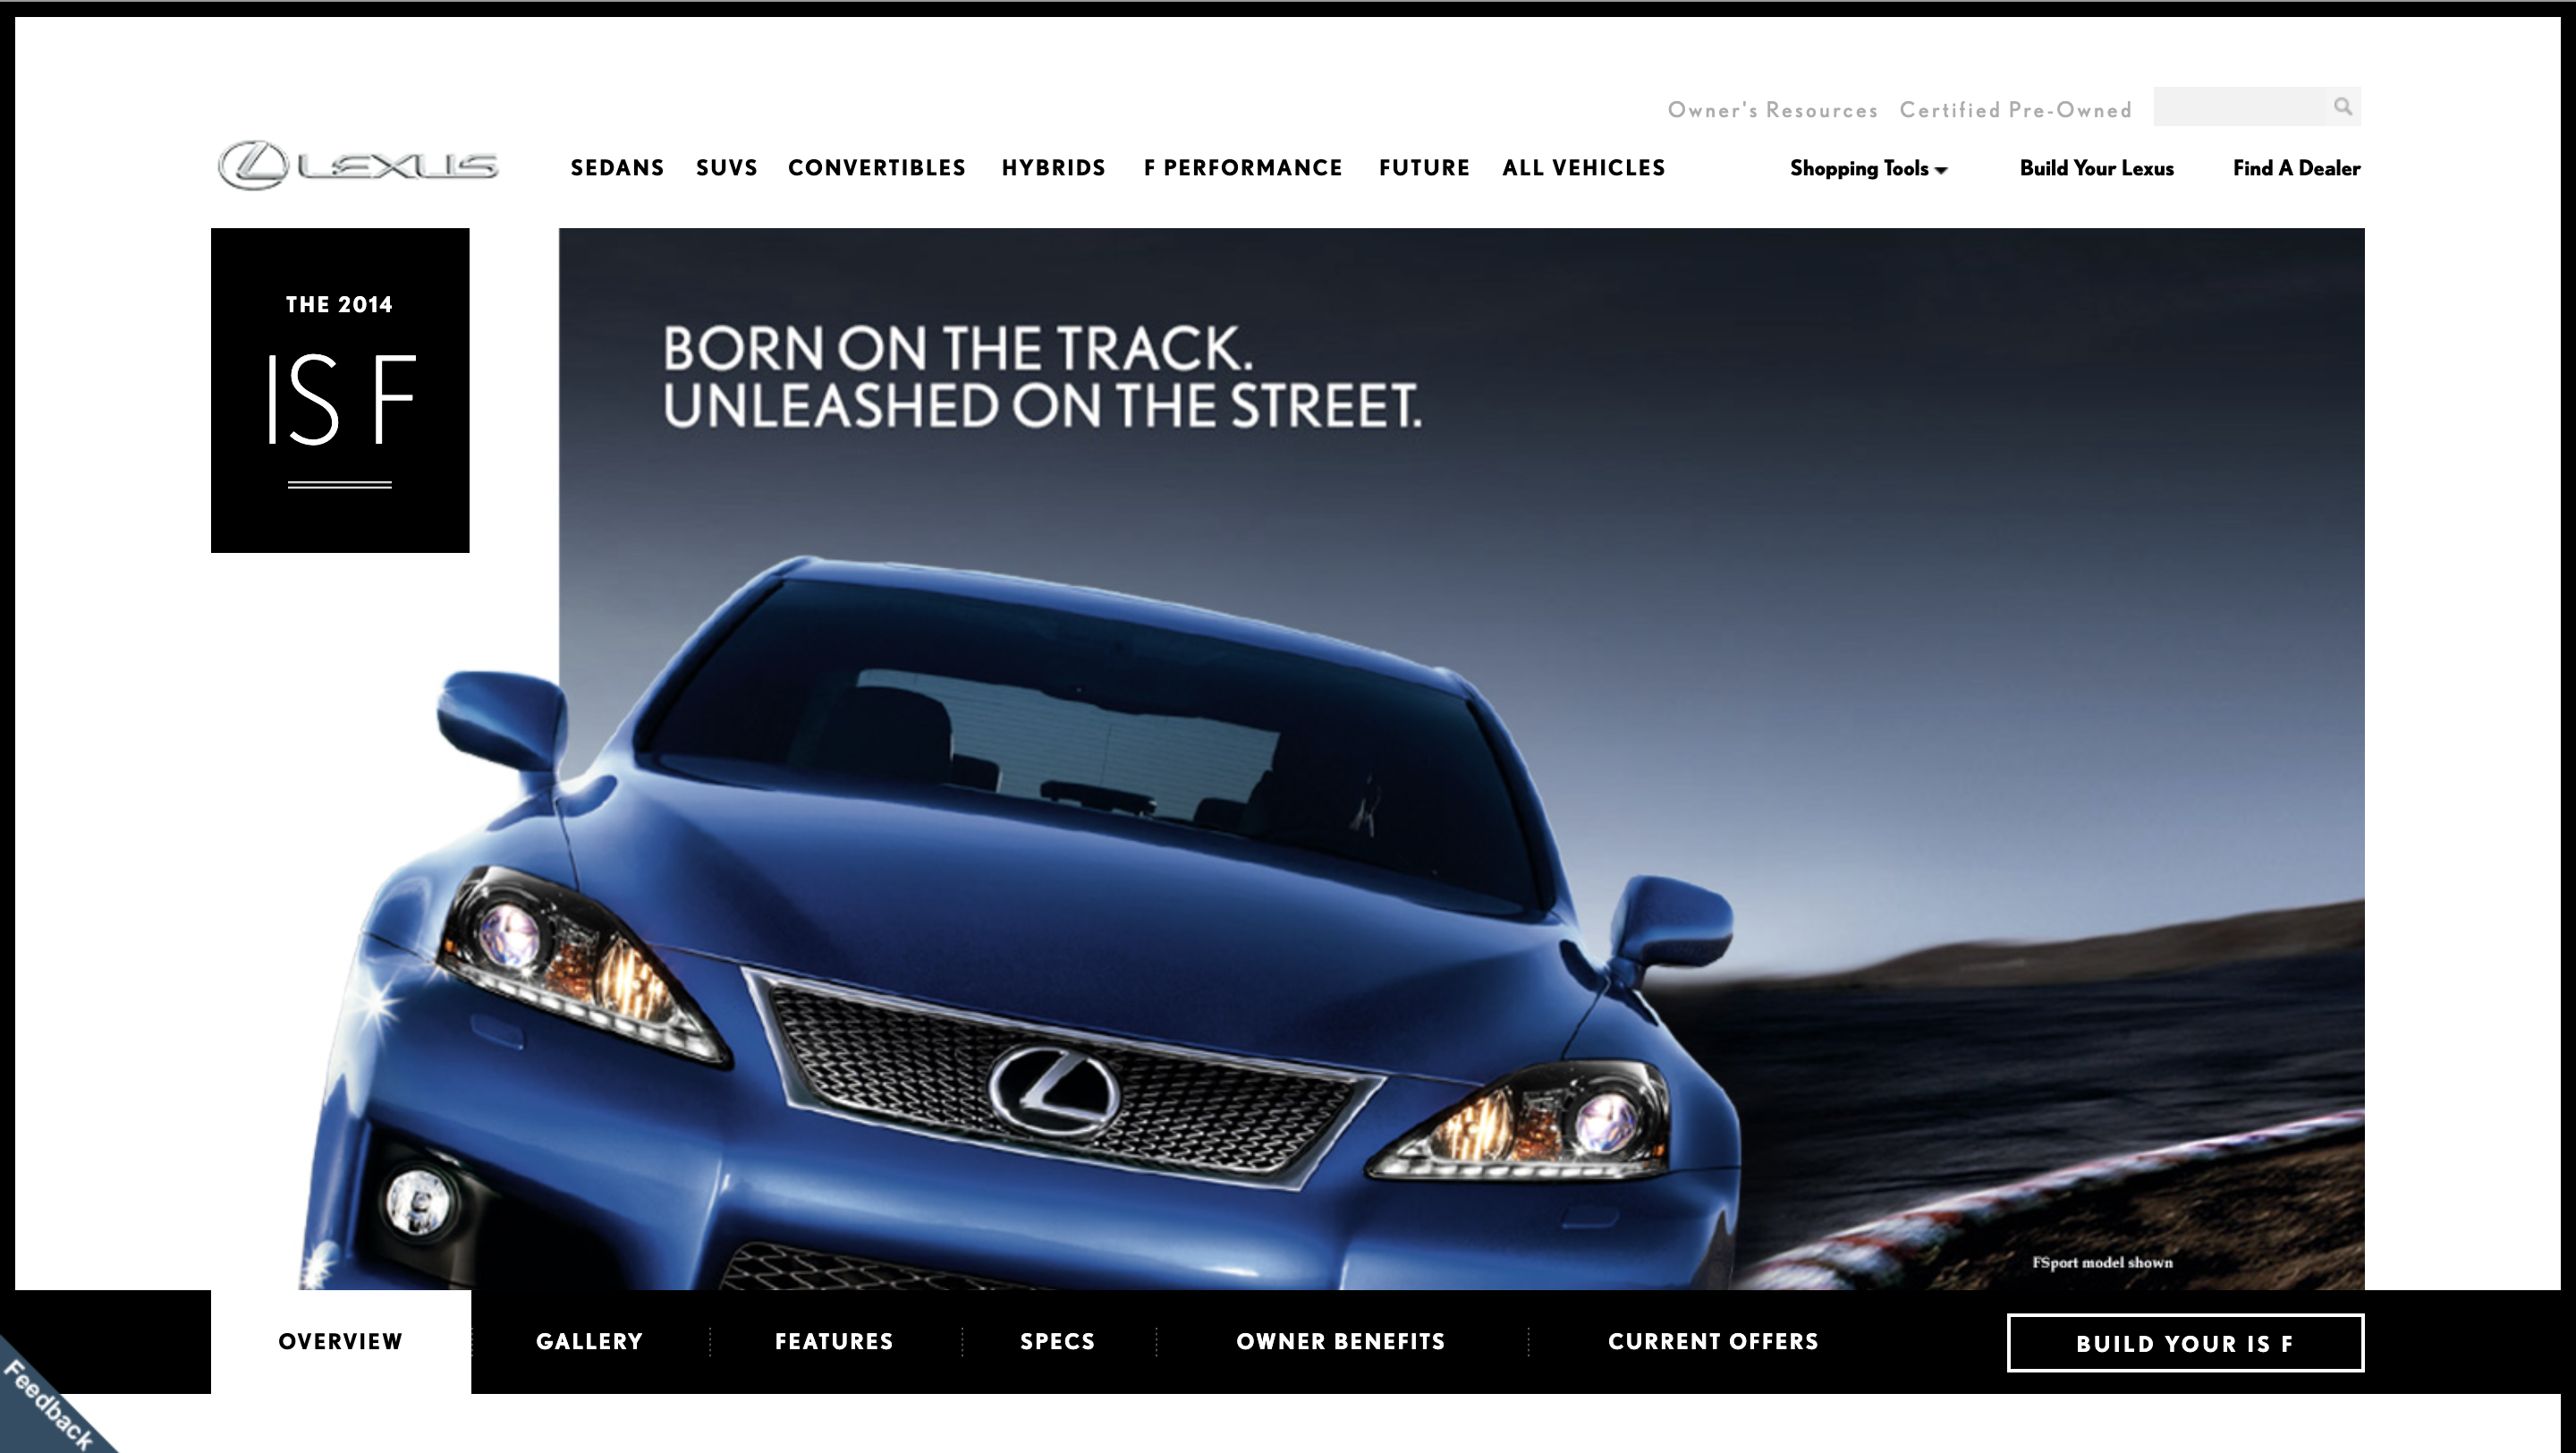 Owner's Resources Certified Pre-Owned
LEXUS
SEDANS SUVS CONVERTIBLES HYBRIDS F PERFORMANCE FUTURE ALL VEHICLES Shopping Tools Build Your Lexus Find A Dealer
THE 2014
IS F
BORN ON THE TRACK.
UNLEASHED ON THE STREET.
FSport model shown
OVERVIEW GALLERY FEATURES SPECS OWNER BENEFITS CURRENT OFFERS BUILD YOUR IS F
Feedback